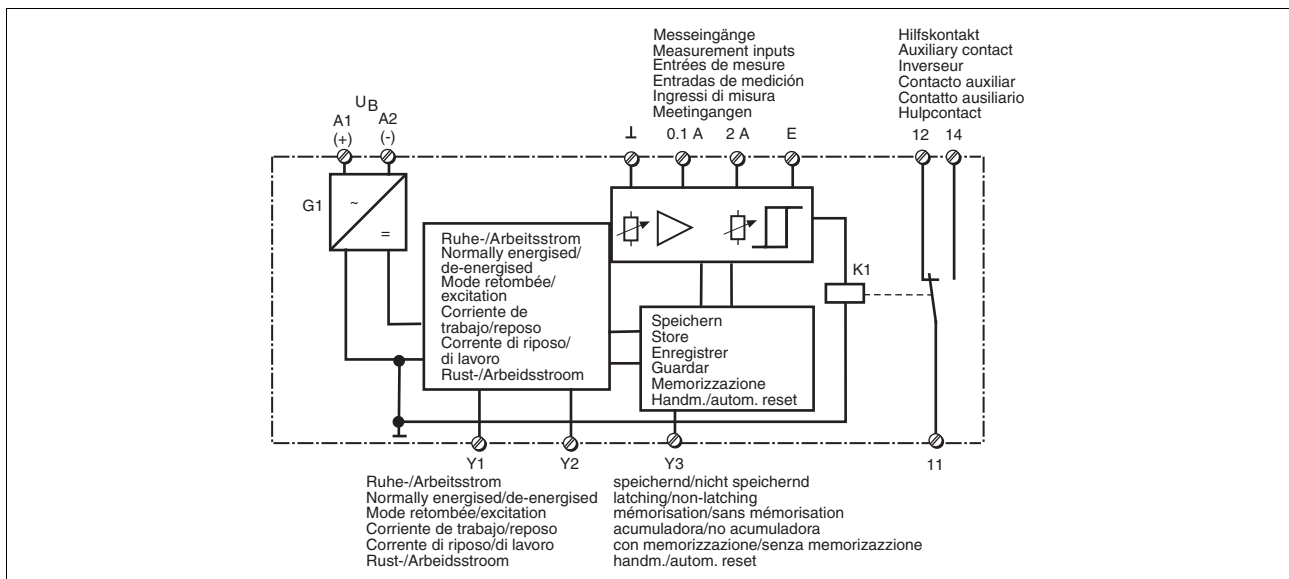 Messeingänge
Measurement inputs
Entrées de mesure
Entradas de medición
Ingressi di misura
Meetingangen
Hilfskontakt
Auxiliary contact
Inverseur
Contacto auxiliar
Contatto ausiliario
Hulpcontact
UB
A1 A2
(+) (-)
⊥ 0.1 A 2 A E
12 14
G1
~
=
Ruhe-/Arbeitsstrom
Normally energised/
de-energised
Mode retombée/
excitation
Corriente de
trabajo/reposo
Corrente di riposo/
di lavoro
Rust-/Arbeidsstroom
K1
Speichern
Store
Enregistrer
Guardar
Memorizzazione
Handm./autom. reset
Y1 Y2 Y3 11
Ruhe-/Arbeitsstrom
Normally energised/de-energised
Mode retombée/excitation
Corriente de trabajo/reposo
Corrente di riposo/di lavoro
Rust-/Arbeidsstroom
speichernd/nicht speichernd
latching/non-latching
mémorisation/sans mémorisation
acumuladora/no acumuladora
con memorizzazione/senza memorizazzione
handm./autom. reset